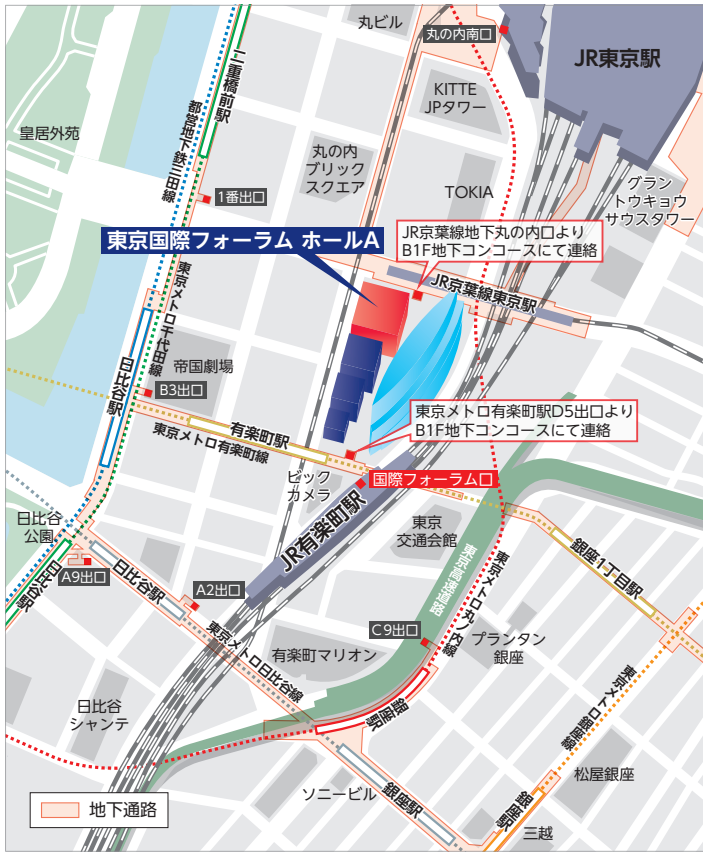 丸ビル
丸の内南口
JR東京駅
KITTE
JPタワー
二重橋前駅
都営地下鉄三田線
皇居外苑
丸の内
ブリック
スクエア
TOKIA
グラン
トウキョウ
サウスタワー
1番出口
JR京葉線地下丸の内口より
B1F地下コンコースにて連絡
東京国際フォーラム ホールA
JR京葉線東京駅
東京メトロ千代田線
日比谷駅
帝国劇場
B3出口
有楽町駅
東京メトロ有楽町線
東京メトロ有楽町駅D5出口より
B1F地下コンコースにて連絡
ビック
カメラ
国際フォーラム口
JR有楽町駅
東京
交通会館
日比谷
公園
日比谷駅
A9出口
日比谷駅
A2出口
東京高速道路
東京メトロ丸ノ内線
銀座1丁目駅
C9出口
プランタン
銀座
有楽町マリオン
東京メトロ日比谷線
日比谷
シャンテ
銀座駅
東京メトロ銀座線
ソニービル
銀座駅
松屋銀座
銀座駅
三越
地下通路